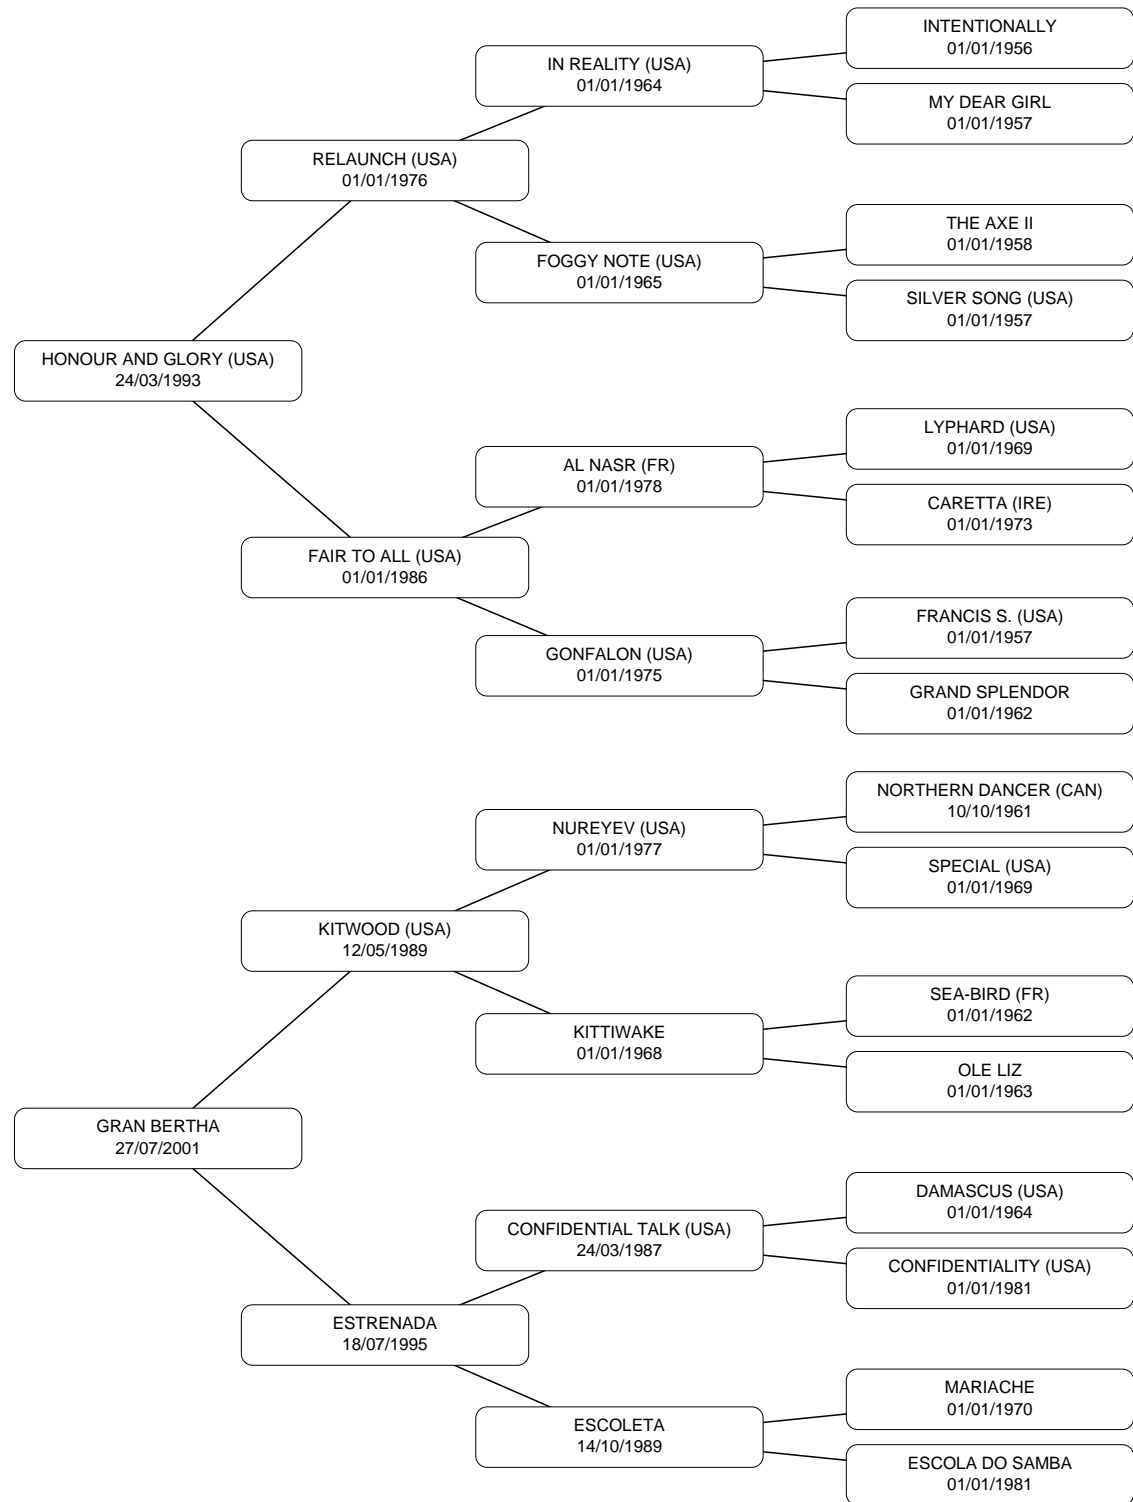 INTENTIONALLY
01/01/1956
IN REALITY (USA)
01/01/1964
MY DEAR GIRL
01/01/1957
RELAUNCH (USA)
01/01/1976
THE AXE II
01/01/1958
FOGGY NOTE (USA)
01/01/1965
SILVER SONG (USA)
01/01/1957
HONOUR AND GLORY (USA)
24/03/1993
LYPHARD (USA)
01/01/1969
AL NASR (FR)
01/01/1978
CARETTA (IRE)
01/01/1973
FAIR TO ALL (USA)
01/01/1986
FRANCIS S. (USA)
01/01/1957
GONFALON (USA)
01/01/1975
GRAND SPLENDOR
01/01/1962
NORTHERN DANCER (CAN)
10/10/1961
NUREYEV (USA)
01/01/1977
SPECIAL (USA)
01/01/1969
KITWOOD (USA)
12/05/1989
SEA-BIRD (FR)
01/01/1962
KITTIWAKE
01/01/1968
OLE LIZ
01/01/1963
GRAN BERTHA
27/07/2001
DAMASCUS (USA)
01/01/1964
CONFIDENTIAL TALK (USA)
24/03/1987
CONFIDENTIALITY (USA)
01/01/1981
ESTRENADA
18/07/1995
MARIACHE
01/01/1970
ESCOLETA
14/10/1989
ESCOLA DO SAMBA
01/01/1981